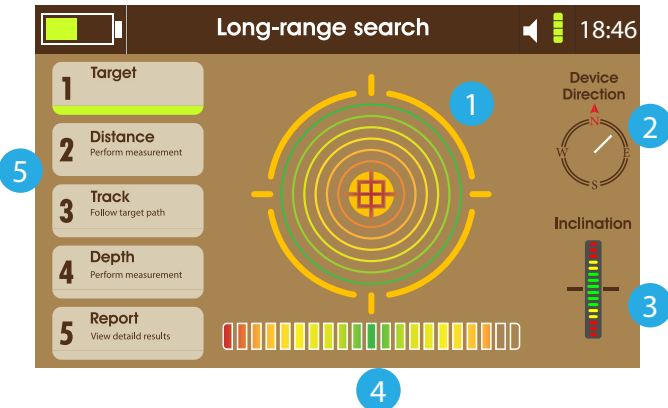 Long-range search
18:46
1
Target
2
Distance
Perform measurement
3
Track
Follow target path
4
Depth
Perform measurement
5
Report
View detaild results
5
1
Device
Direction
N
W
E
S
2
Inclination
3
4